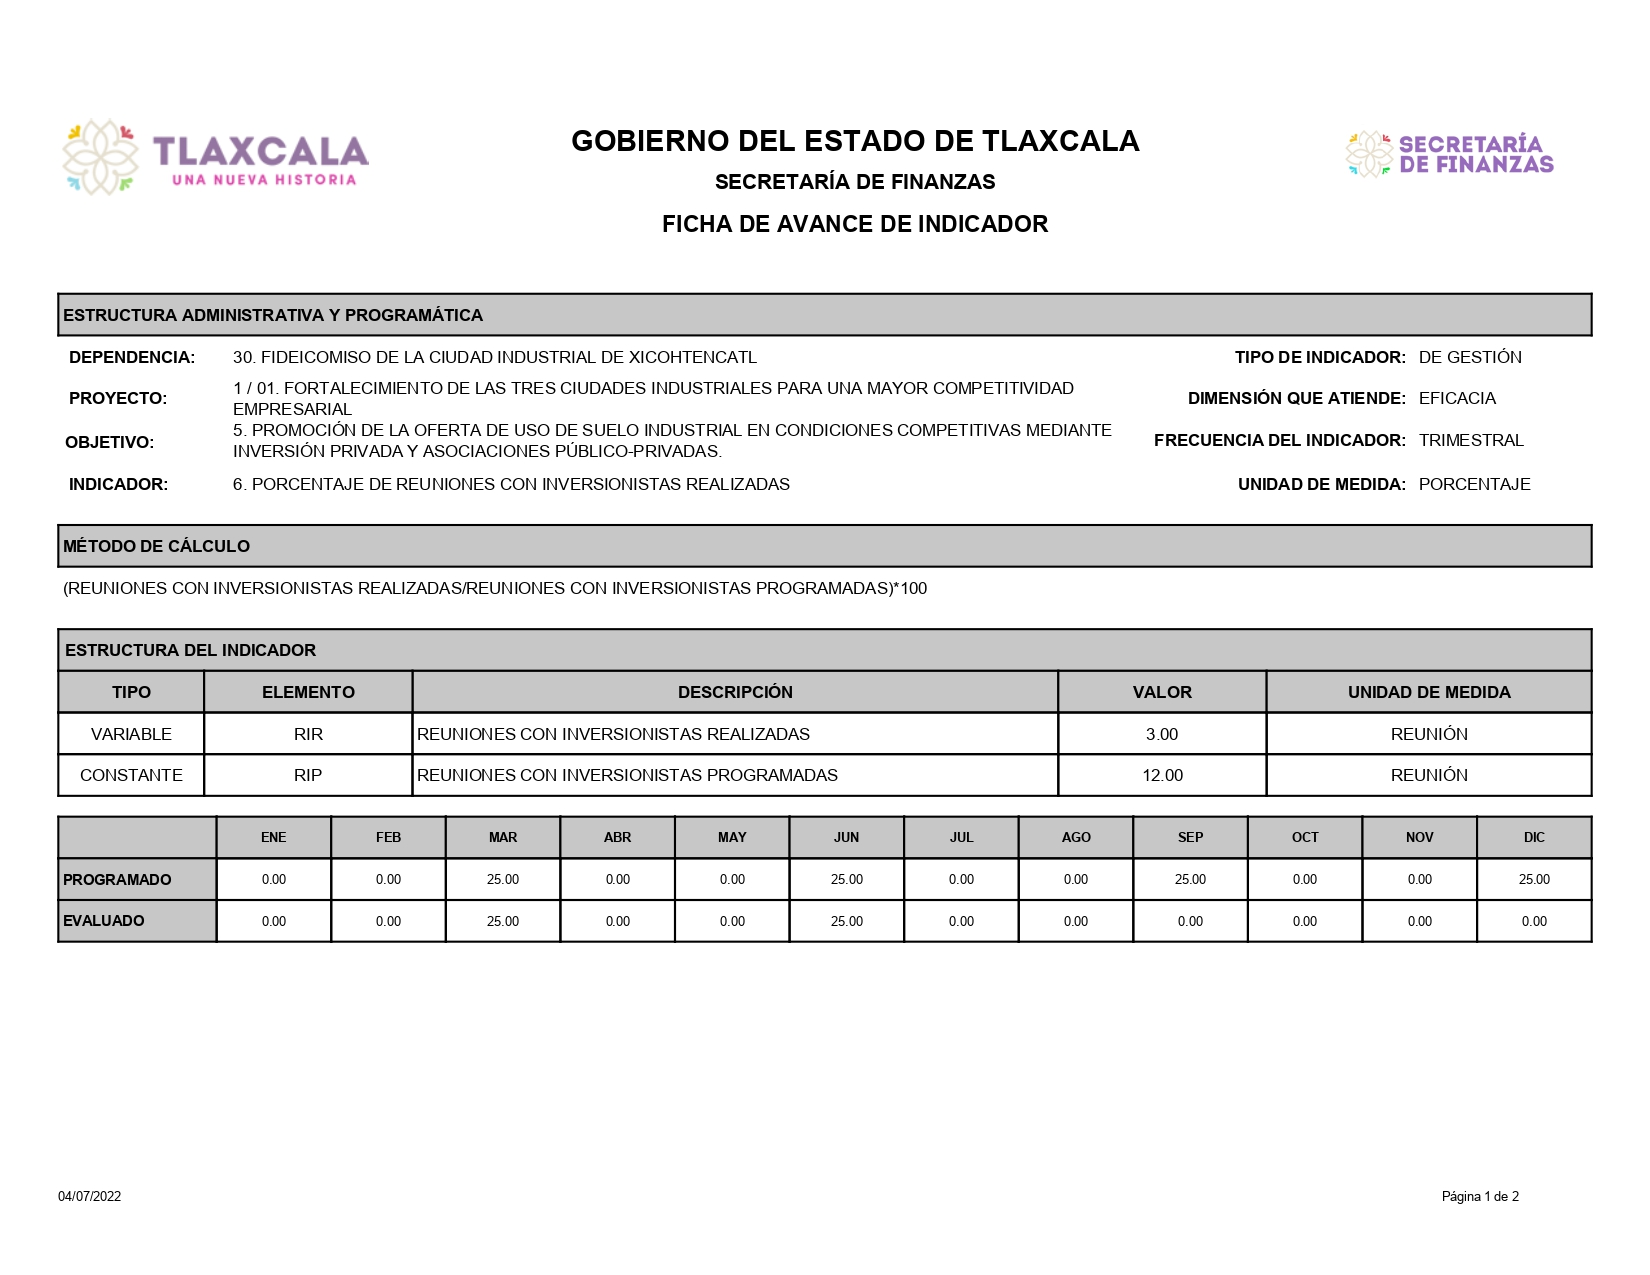 TLAXCALA
UNA NUEVA HISTORIA
GOBIERNO DEL ESTADO DE TLAXCALA
SECRETARÍA DE FINANZAS
FICHA DE AVANCE DE INDICADOR
SECRETARÍA
DE FINANZAS
ESTRUCTURA ADMINISTRATIVA Y PROGRAMÁTICA
DEPENDENCIA: 30. FIDEICOMISO DE LA CIUDAD INDUSTRIAL DE XICOHTENCATL TIPO DE INDICADOR: DE GESTIÓN
PROYECTO: 1 / 01. FORTALECIMIENTO DE LAS TRES CIUDADES INDUSTRIALES PARA UNA MAYOR COMPETITIVIDAD
EMPRESARIAL
DIMENSIÓN QUE ATIENDE: EFICACIA
OBJETIVO: 5. PROMOCIÓN DE LA OFERTA DE USO DE SUELO INDUSTRIAL EN CONDICIONES COMPETITIVAS MEDIANTE
INVERSIÓN PRIVADA Y ASOCIACIONES PÚBLICO-PRIVADAS.
FRECUENCIA DEL INDICADOR: TRIMESTRAL
INDICADOR: 6. PORCENTAJE DE REUNIONES CON INVERSIONISTAS REALIZADAS UNIDAD DE MEDIDA: PORCENTAJE
MÉTODO DE CÁLCULO
(REUNIONES CON INVERSIONISTAS REALIZADAS/REUNIONES CON INVERSIONISTAS PROGRAMADAS)*100
ESTRUCTURA DEL INDICADOR
TIPO ELEMENTO DESCRIPCIÓN VALOR UNIDAD DE MEDIDA
VARIABLE RIR REUNIONES CON INVERSIONISTAS REALIZADAS 3.00 REUNIÓN
CONSTANTE RIP REUNIONES CON INVERSIONISTAS PROGRAMADAS 12.00 REUNIÓN
ENE FEB MAR ABR MAY JUN JUL AGO SEP OCT NOV DIC
PROGRAMADO 0.00 0.00 25.00 0.00 0.00 25.00 0.00 0.00 25.00 0.00 0.00 25.00
EVALUADO 0.00 0.00 25.00 0.00 0.00 25.00 0.00 0.00 0.00 0.00 0.00 0.00
04/07/2022 Página 1 de 2